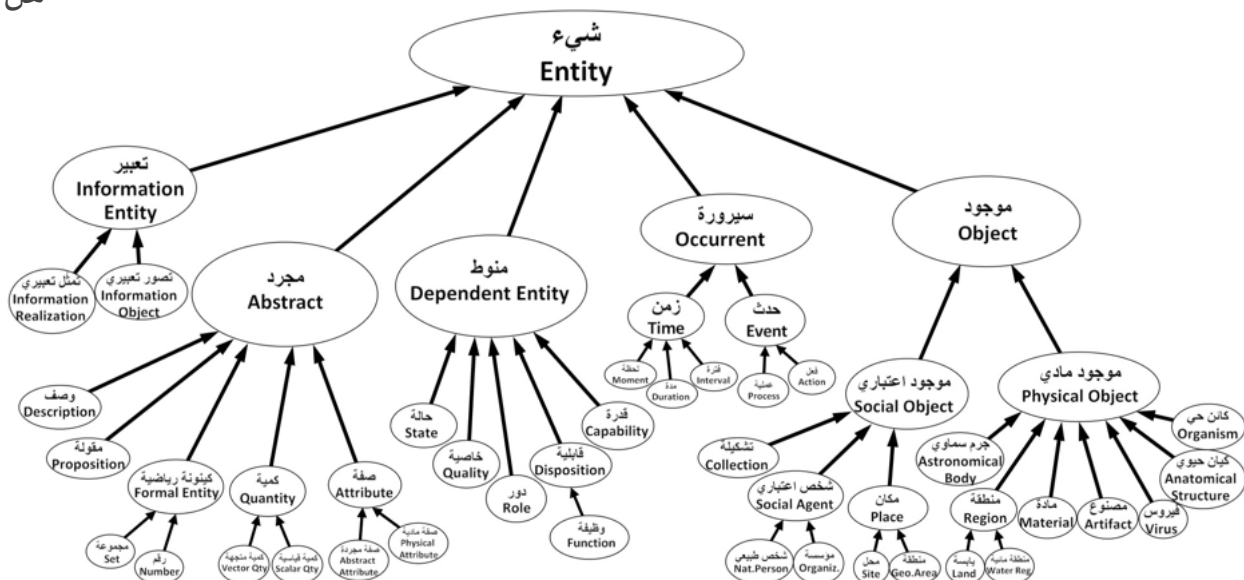 شيء
Entity
تعبير
Information
Entity
تمثل تعبيري
Information
Realization
تصور تعبيري
Information
Object
مجرد
Abstract
وصف
Description
مقولة
Proposition
كينونة رياضية
Formal Entity
مجموعة
Set
رقم
Number
كمية
Quantity
كمية متجهة
Vector Qty
كمية قياسية
Scalar Qty
صفة
Attribute
صفة مجردة
Abstract
Attribute
صفة مادية
Physical
Attribute
منوط
Dependent Entity
حالة
State
خاصية
Quality
دور
Role
قابلية
Disposition
وظيفة
Function
قدرة
Capability
سيرورة
Occurrent
زمن
Time
لحظة
Moment
مدة
Duration
فترة
Interval
حدث
Event
عملية
Process
فعل
Action
موجود
Object
موجود اعتباري
Social Object
تشكيلة
Collection
شخص اعتباري
Social Agent
شخص طبيعي
Nat.Person
مؤسسة
Organiz.
مكان
Place
محل
Site
منطقة
Geo.Area
موجود مادي
Physical Object
جرم سماوي
Astronomical
Body
منطقة
Region
يابسة
Land
منطقة مائية
Water Reg.
مادة
Material
مصنوع
Artifact
فيروس
Virus
كيان حيوي
Anatomical
Structure
كائن حي
Organism